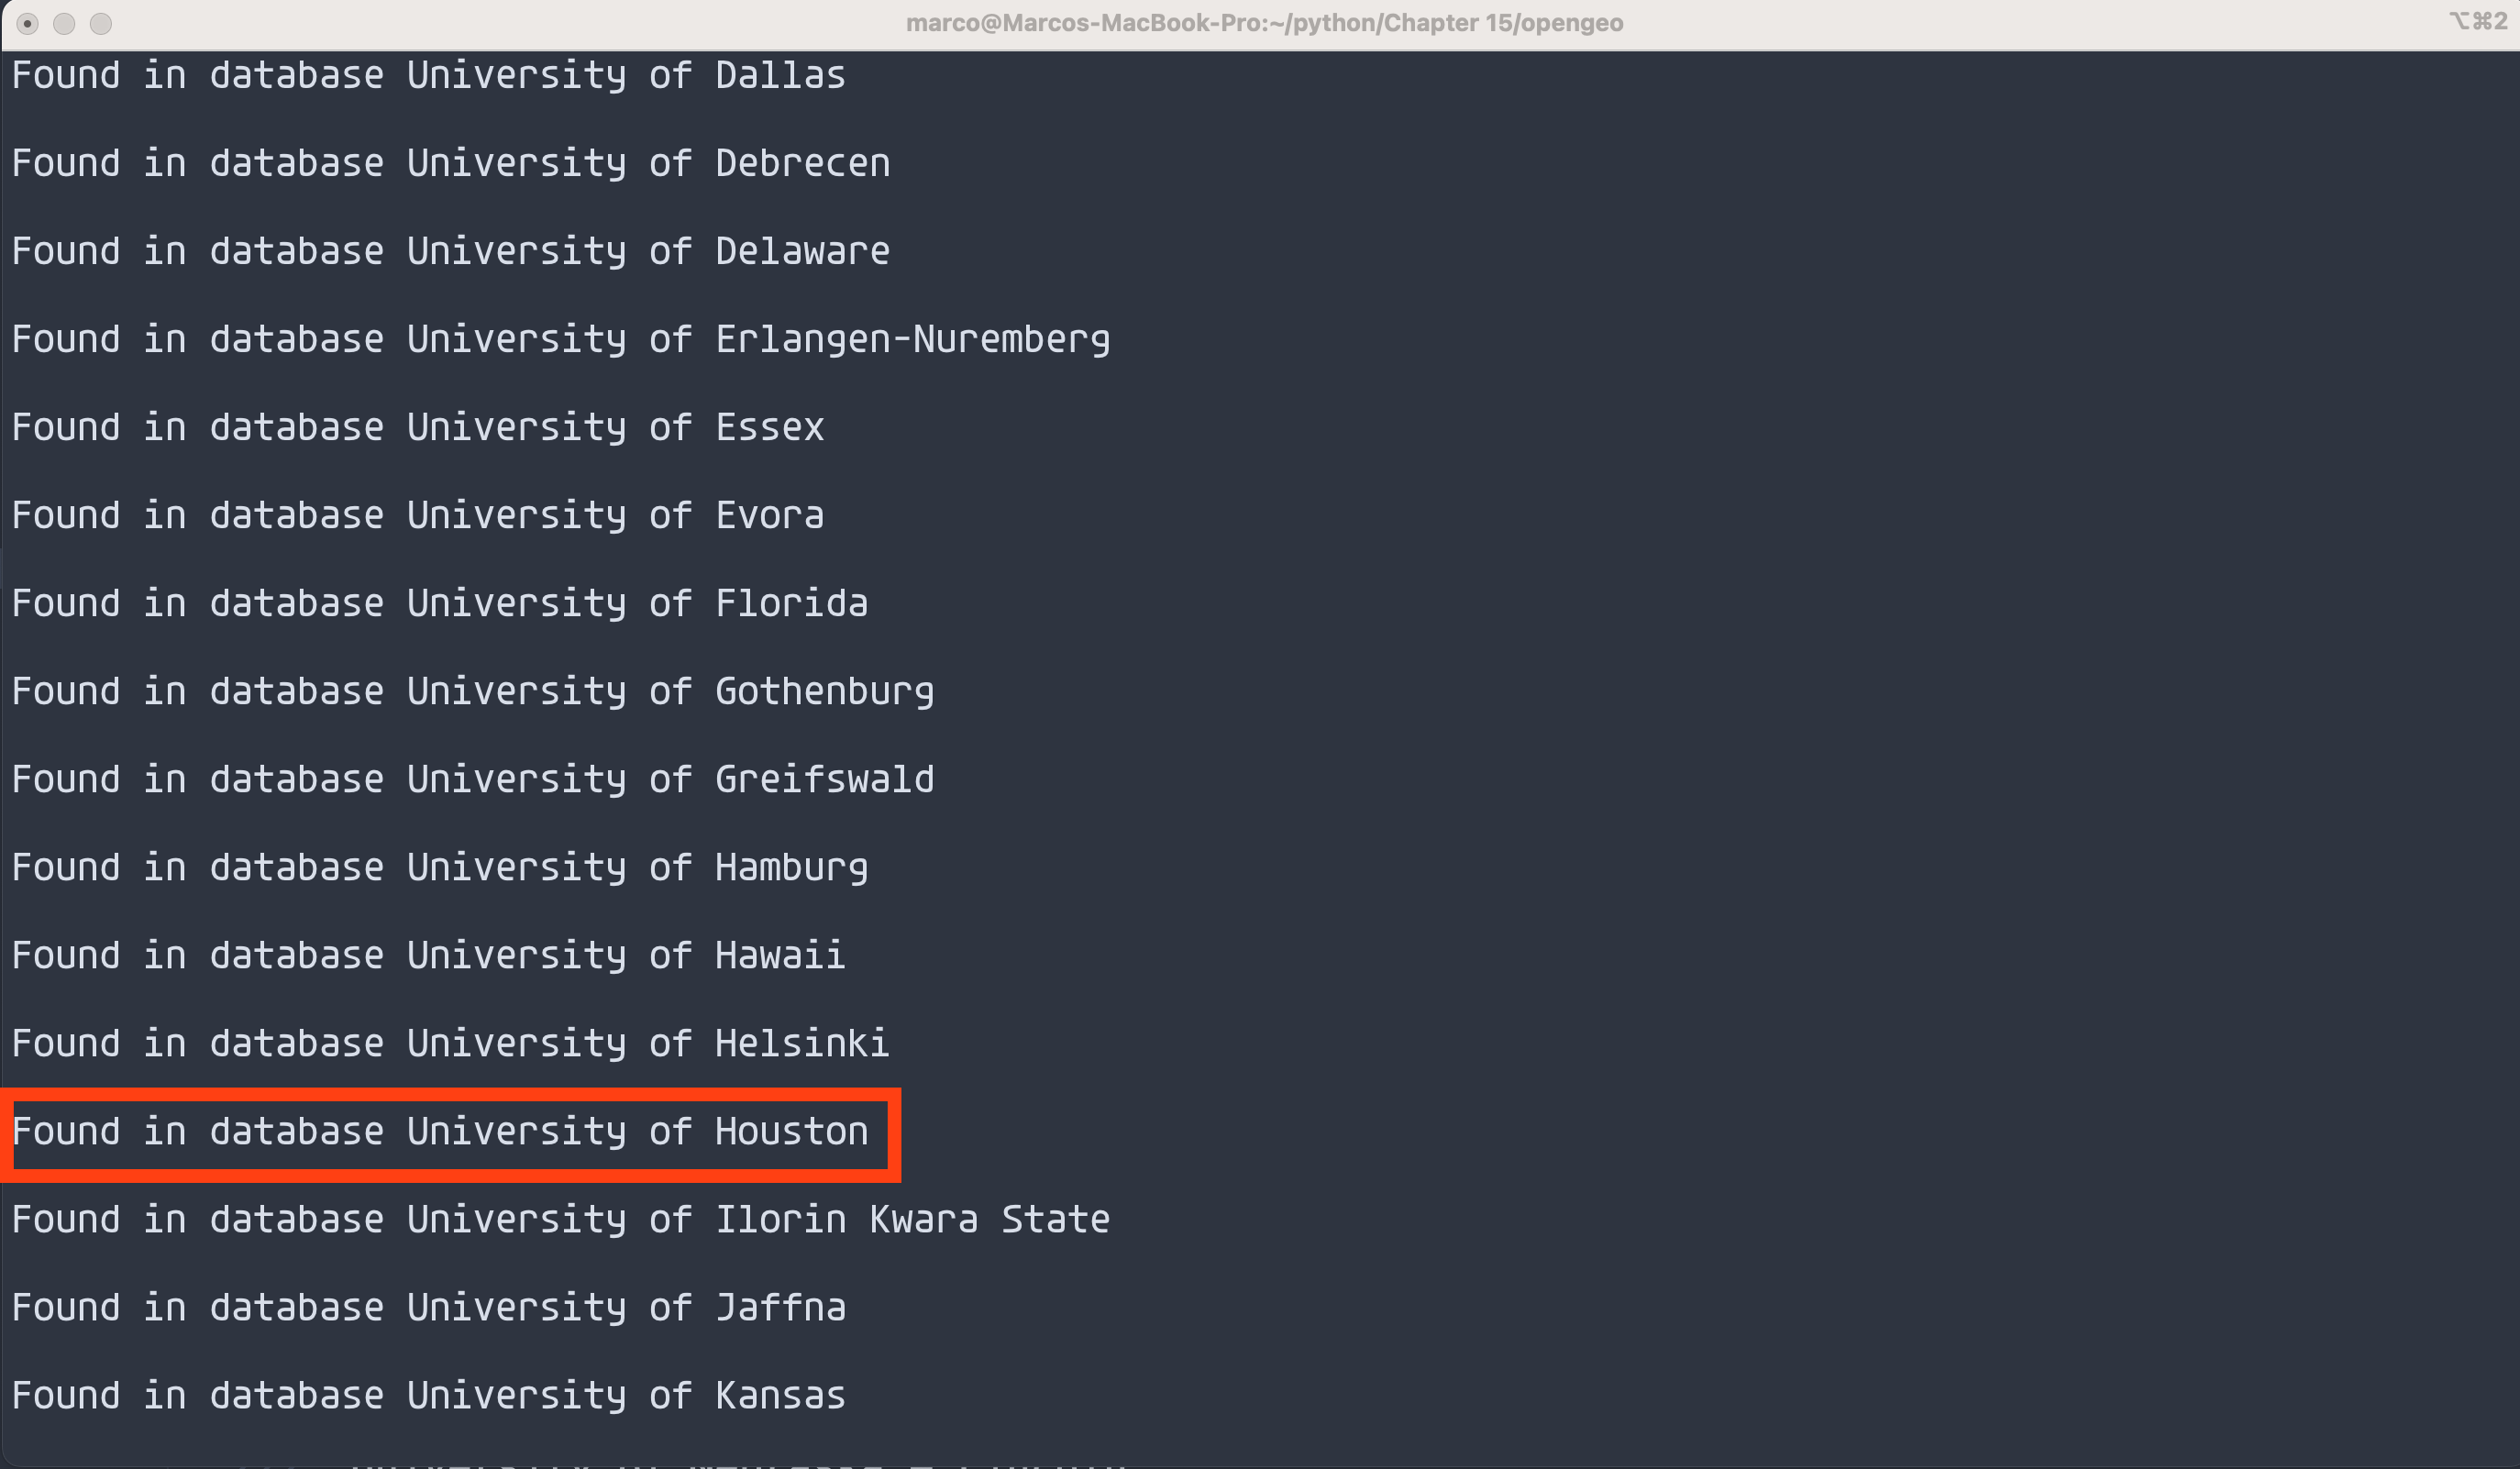 marco@Marcos-MacBook-Pro:~/python/Chapter 15/opengeo
⌥⌘2
Found in database University of Dallas
Found in database University of Debrecen
Found in database University of Delaware
Found in database University of Erlangen-Nuremberg
Found in database University of Essex
Found in database University of Evora
Found in database University of Florida
Found in database University of Gothenburg
Found in database University of Greifswald
Found in database University of Hamburg
Found in database University of Hawaii
Found in database University of Helsinki
Found in database University of Houston
Found in database University of Ilorin Kwara State
Found in database University of Jaffna
Found in database University of Kansas